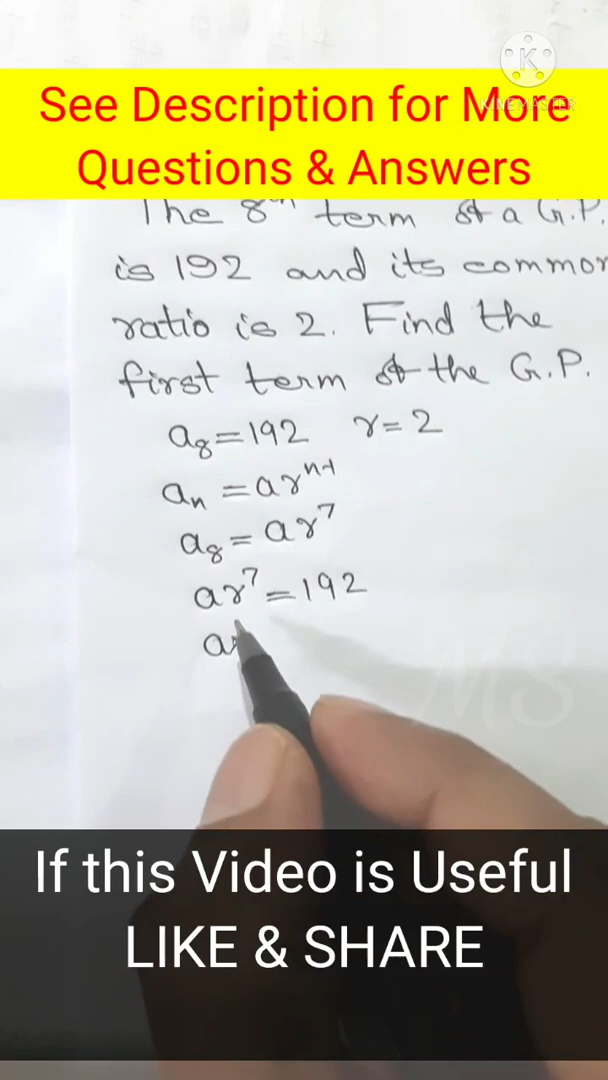 KINEMASTER
See Description for More
Questions & Answers
The 8th term of a G.P.
is 192 and its common
ratio is 2. Find the
first term of the G.P.
a₈ = 192 r = 2
aₙ = arⁿ⁻¹
a₈ = ar⁷
ar⁷ = 192
a
MS
If this Video is Useful
LIKE & SHARE